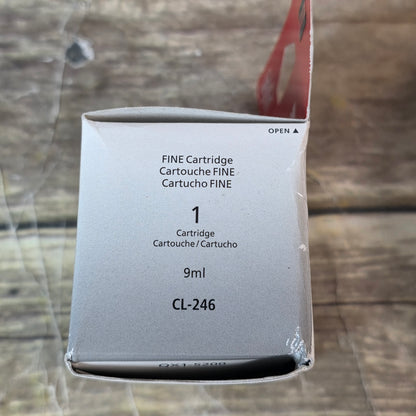 OPEN ▲
FINE Cartridge
Cartouche FINE
Cartucho FINE
1
Cartridge
Cartouche/Cartucho
9ml
CL-246